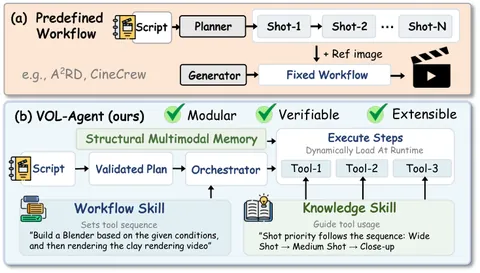 (a) Predefined
Workflow
e.g., A²RD, CineCrew
Script
Planner
Shot-1
Shot-2
...
Shot-N
+ Ref image
Generator
Fixed Workflow
(b) VOL-Agent (ours)
Modular
Verifiable
Extensible
Structural Multimodal Memory
Execute Steps
Dynamically Load At Runtime
Script
Validated Plan
Orchestrator
Tool-1
Tool-2
Tool-3
Workflow Skill
Sets tool sequence
"Build a Blender based on the given conditions,
and then rendering the clay rendering video"
Knowledge Skill
Guide tool usage
"Shot priority follows the sequence: Wide
Shot → Medium Shot → Close-up